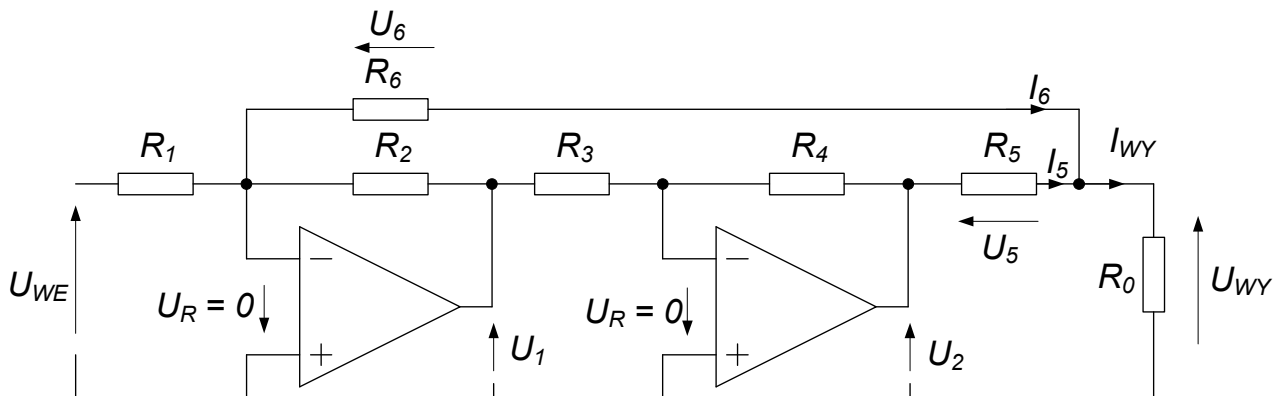 U6
R6
I6
R1 R2 R3 R4 R5 IWY
I5
U5
UWE UR = 0 − UR = 0 − R0 UWY
+ U1 + U2